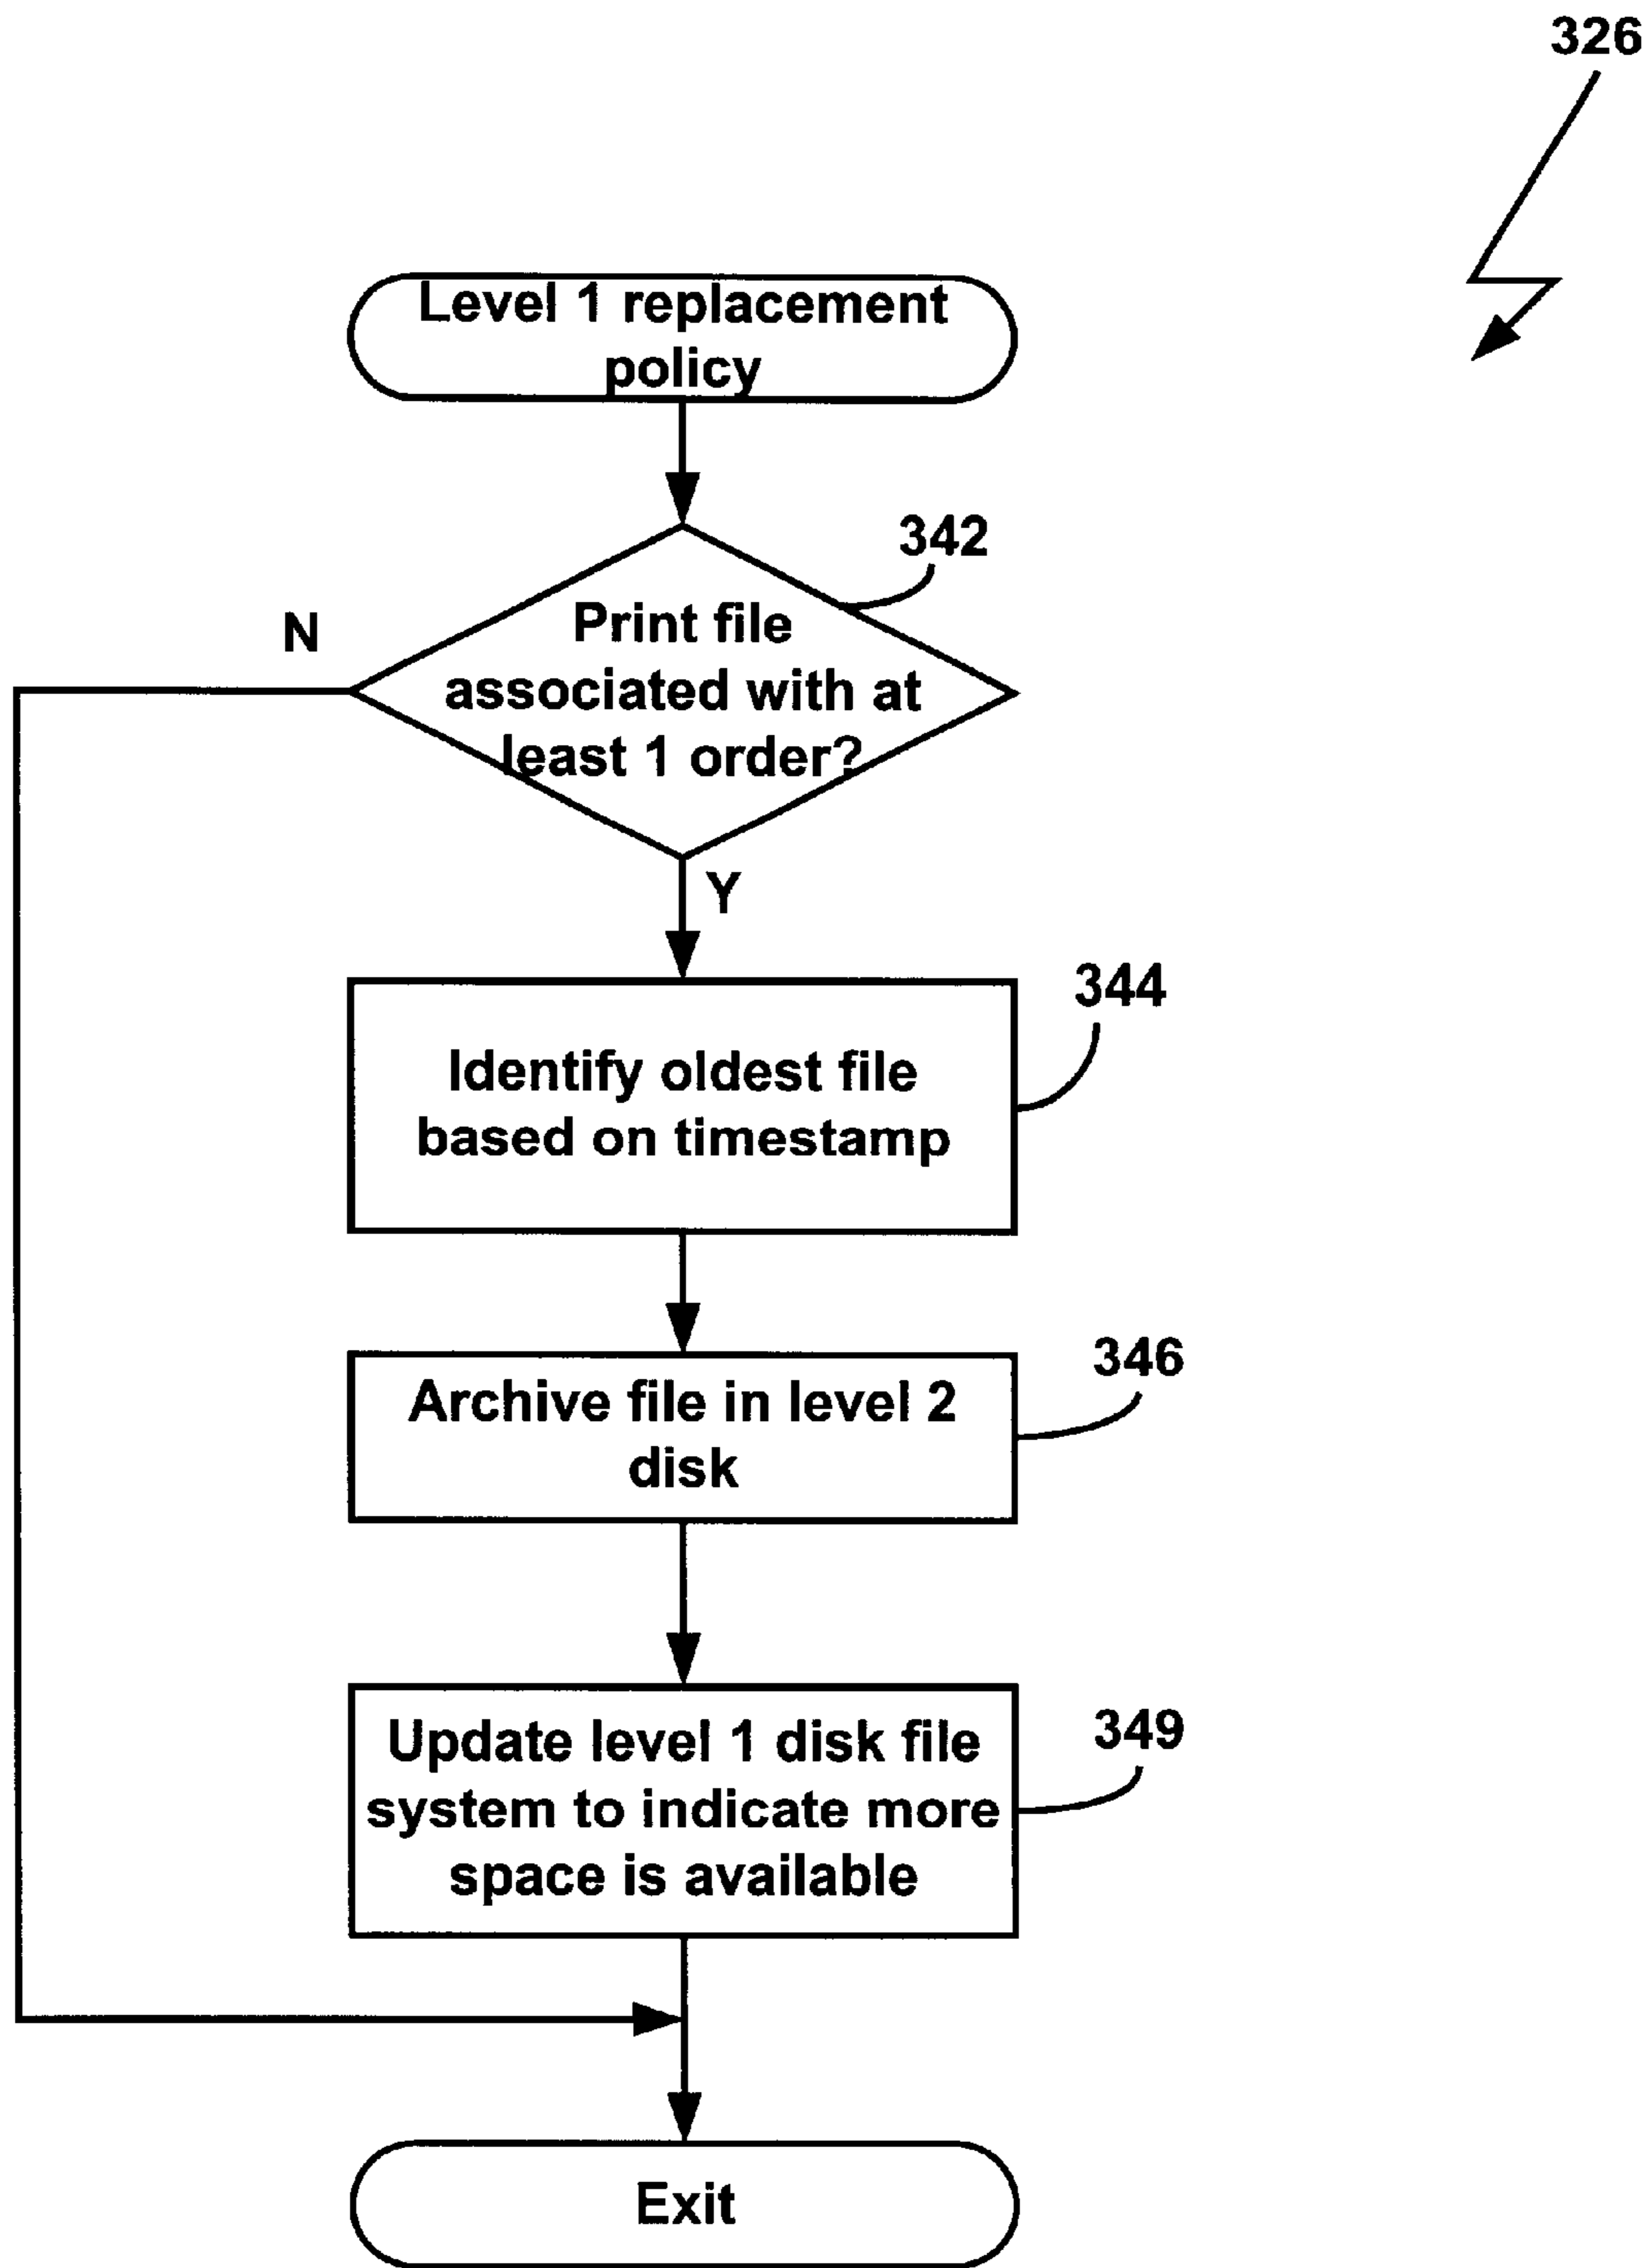 326
Level 1 replacement
policy
342
N
Print file
associated with at
least 1 order?
Y
344
Identify oldest file
based on timestamp
346
Archive file in level 2
disk
349
Update level 1 disk file
system to indicate more
space is available
Exit